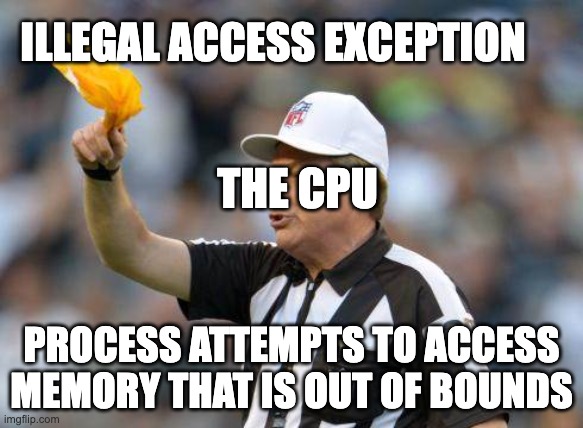 ILLEGAL ACCESS EXCEPTION
NFL
THE CPU
PROCESS ATTEMPTS TO ACCESS
MEMORY THAT IS OUT OF BOUNDS
imgflip.com